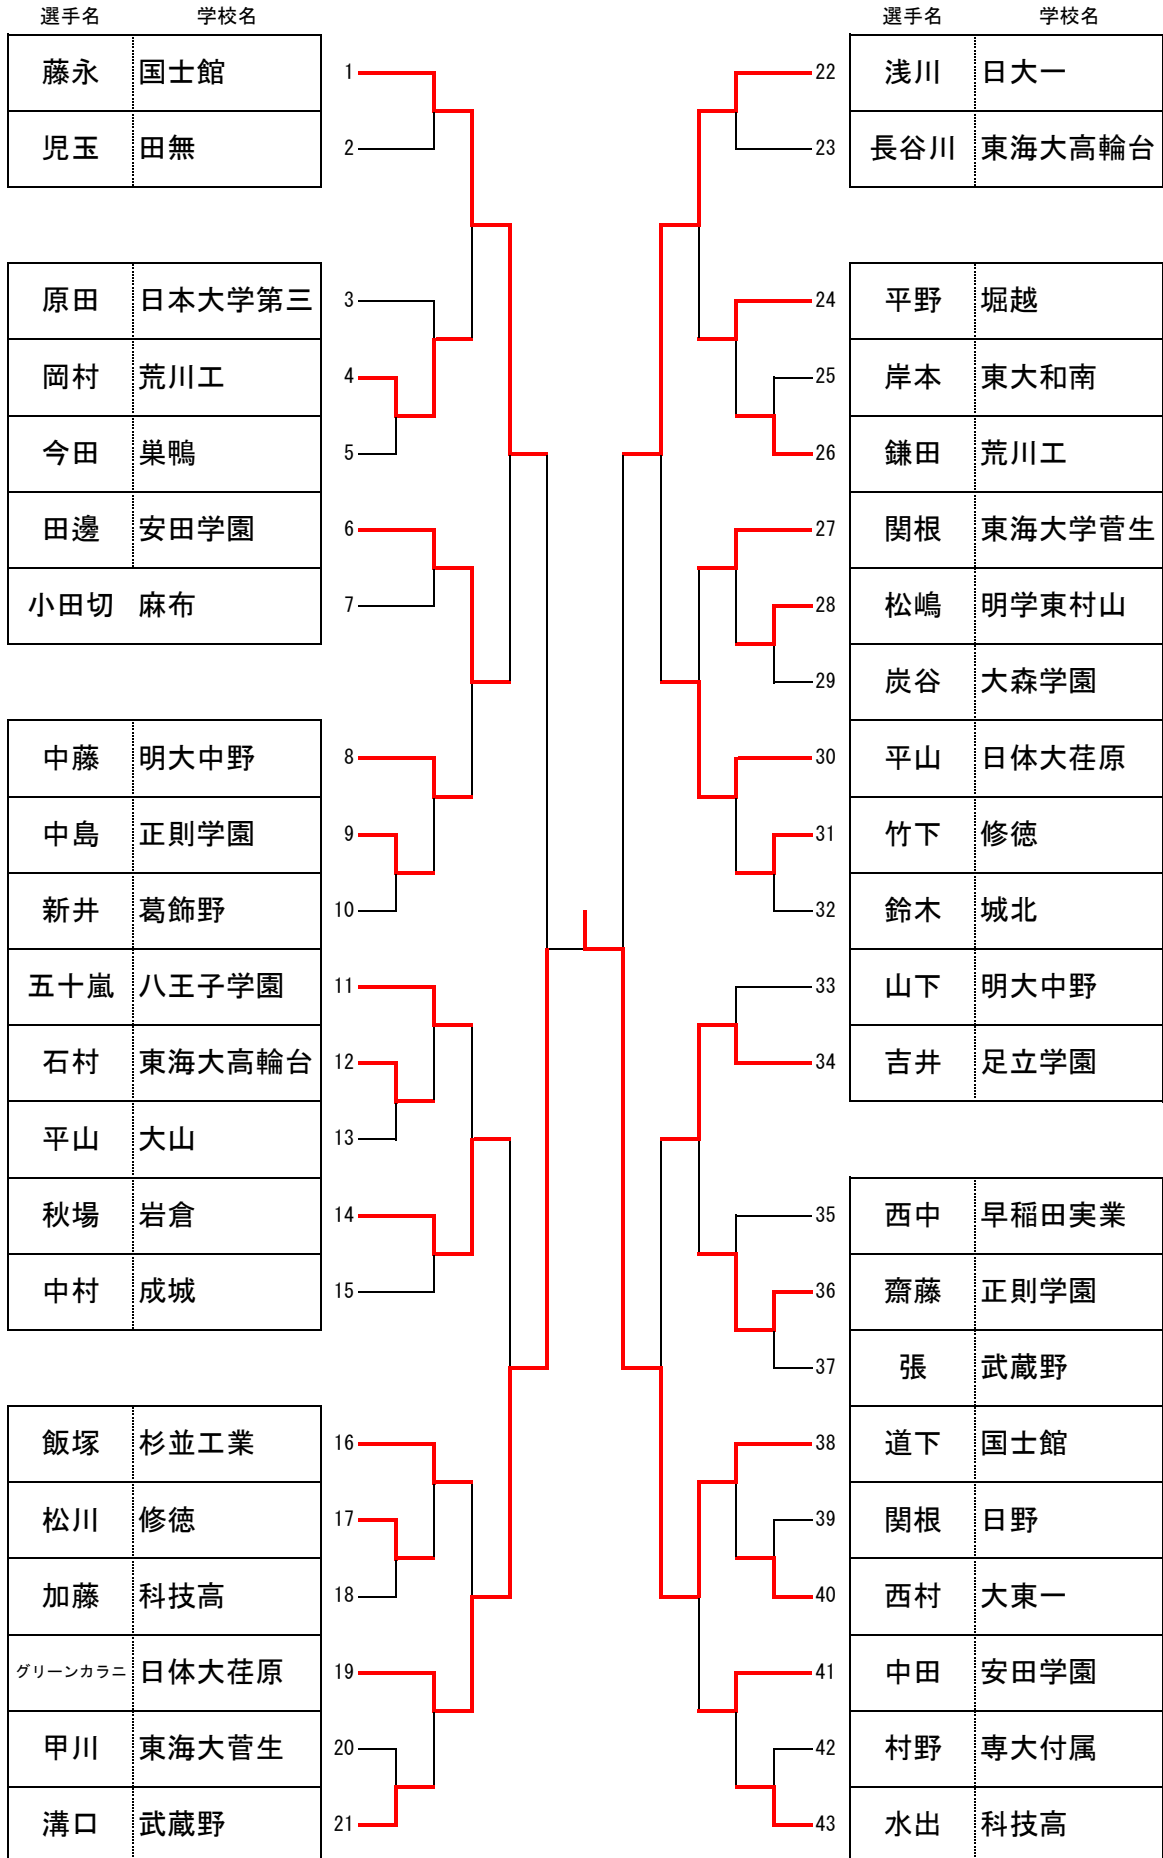 選手名 学校名 選手名 学校名
藤永 国士館 1 22 浅川 日大一
児玉 田無 2 23 長谷川 東海大高輪台
原田 日本大学第三 3 24 平野 堀越
岡村 荒川工 4 25 岸本 東大和南
今田 巣鴨 5 26 鎌田 荒川工
田邊 安田学園 6 27 関根 東海大学菅生
小田切 麻布 7 28 松嶋 明学東村山
29 炭谷 大森学園
中藤 明大中野 8 30 平山 日体大荏原
中島 正則学園 9 31 竹下 修徳
新井 葛飾野 10 32 鈴木 城北
五十嵐 八王子学園 11 33 山下 明大中野
石村 東海大高輪台 12 34 吉井 足立学園
平山 大山 13
秋場 岩倉 14 35 西中 早稲田実業
中村 成城 15 36 齋藤 正則学園
37 張 武蔵野
飯塚 杉並工業 16 38 道下 国士館
松川 修徳 17 39 関根 日野
加藤 科技高 18 40 西村 大東一
グリーンカラニ 日体大荏原 19 41 中田 安田学園
甲川 東海大菅生 20 42 村野 専大付属
溝口 武蔵野 21 43 水出 科技高